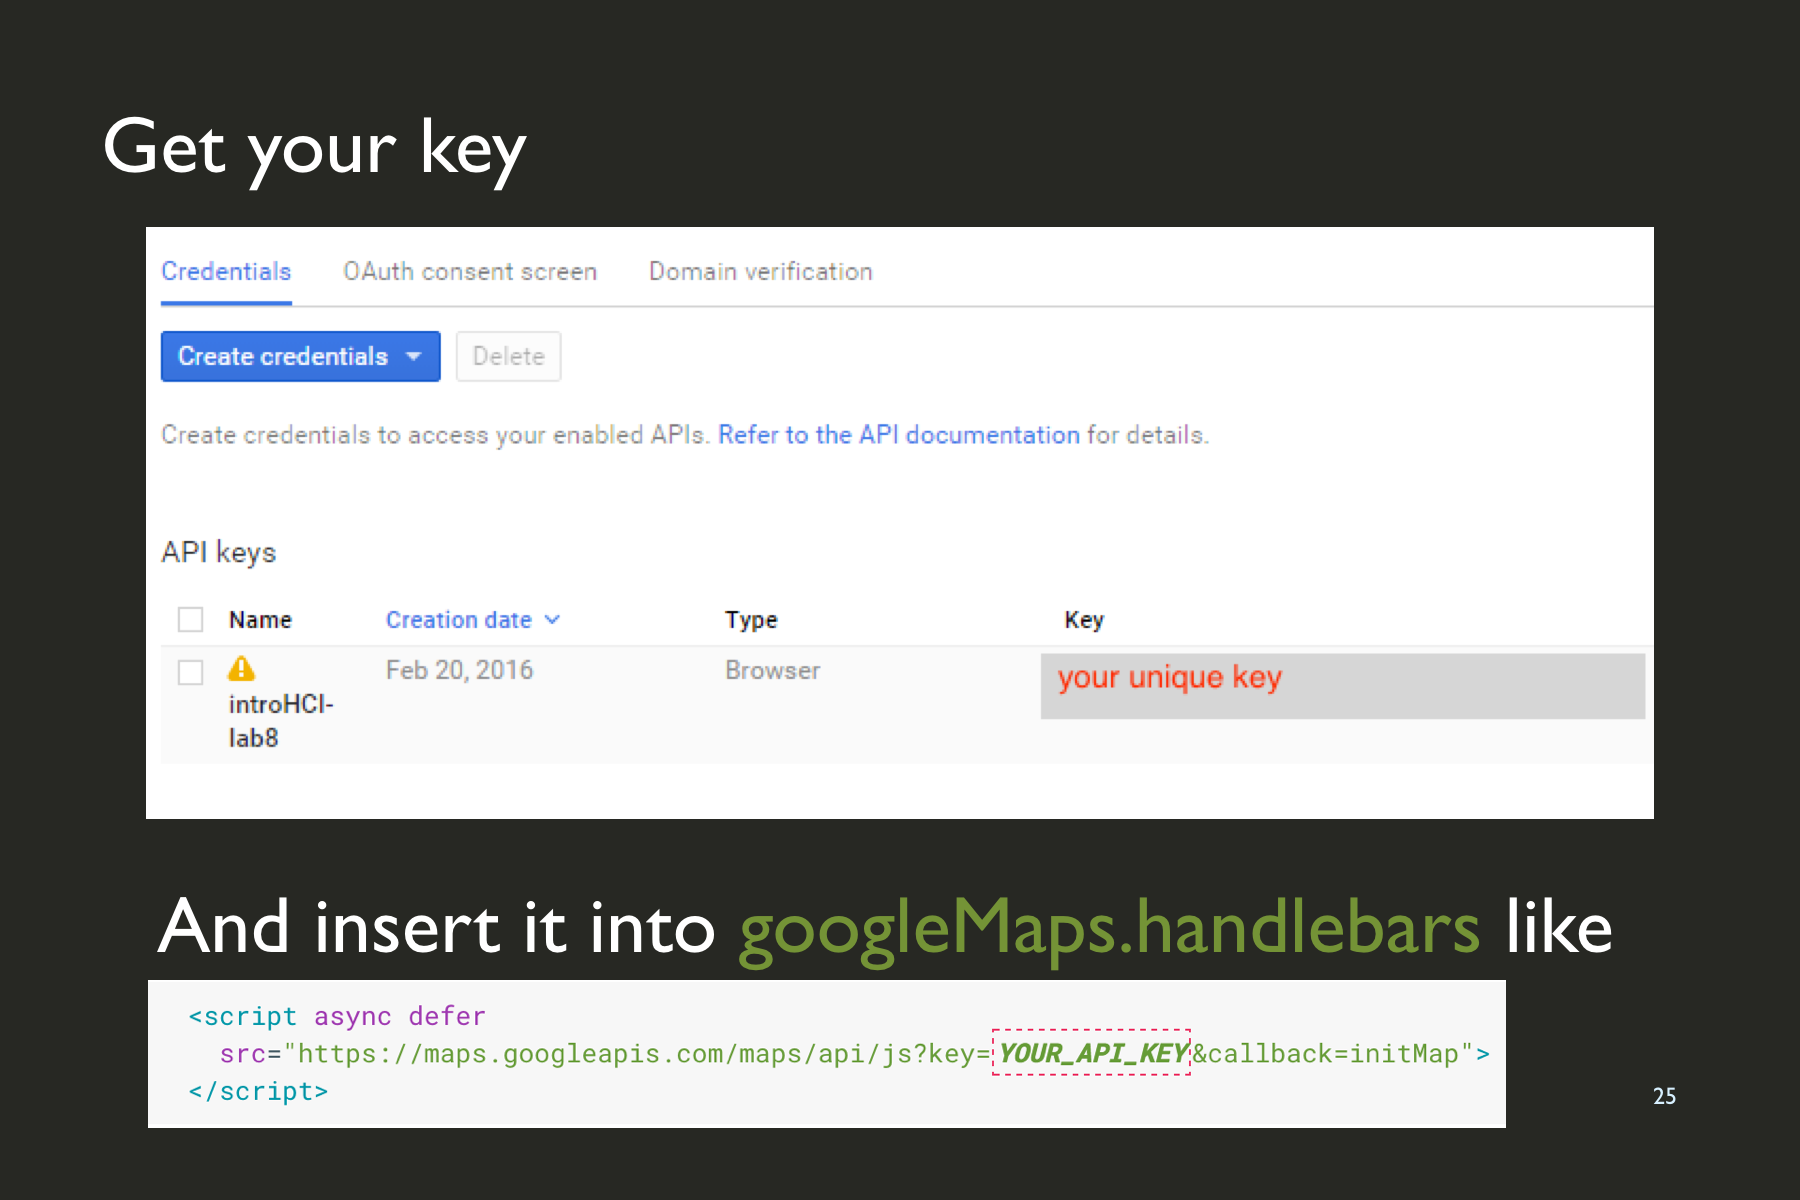 Get your key
Credentials OAuth consent screen Domain verification
Create credentials Delete
Create credentials to access your enabled APIs. Refer to the API documentation for details.
API keys
Name Creation date Type Key
Feb 20, 2016 Browser your unique key
introHCI-
lab8
And insert it into googleMaps.handlebars like
<script async defer
src="https://maps.googleapis.com/maps/api/js?key=YOUR_API_KEY&callback=initMap">
</script>
25